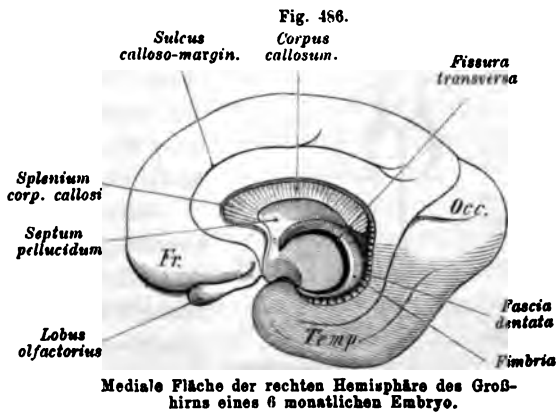 Fig. 486.
Sulcus
calloso-margin.
Corpus
callosum.
Fissura
transversa
Splenium
corp. callosi
Septum
pellucidum
Fr.
Occ.
Lobus
olfactorius
Temp
Fascia
dentata
Fimbria
Mediale Fläche der rechten Hemisphäre des Groß-
hirns eines 6 monatlichen Embryo.